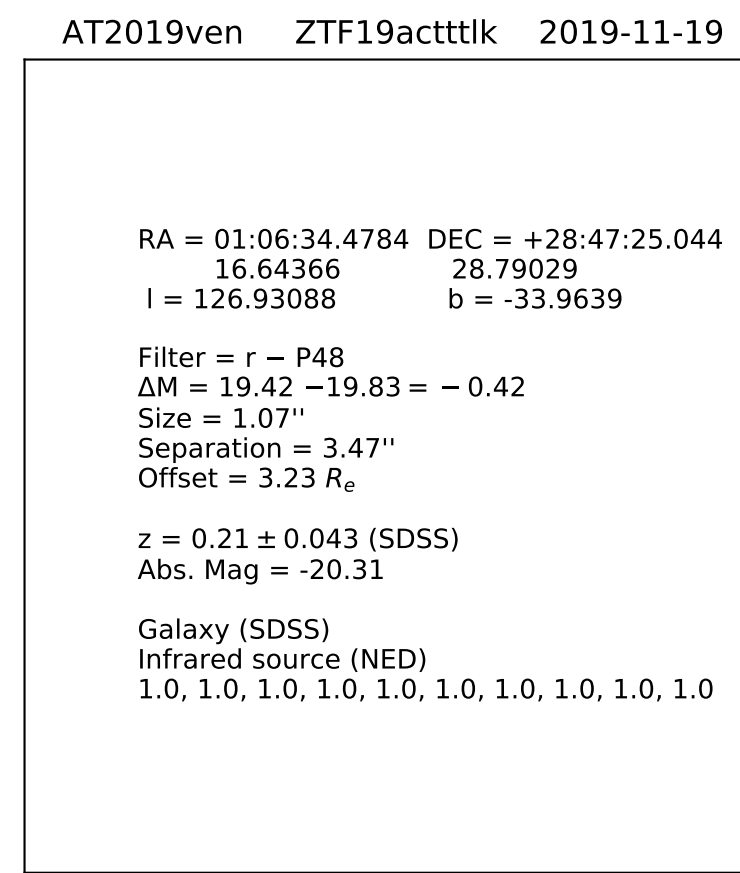 AT2019ven ZTF19actttlk 2019-11-19
RA = 01:06:34.4784 DEC = +28:47:25.044
16.64366 28.79029
l = 126.93088 b = -33.9639
Filter = r − P48
ΔM = 19.42 −19.83 = − 0.42
Size = 1.07''
Separation = 3.47''
Offset = 3.23 Re
z = 0.21 ± 0.043 (SDSS)
Abs. Mag = -20.31
Galaxy (SDSS)
Infrared source (NED)
1.0, 1.0, 1.0, 1.0, 1.0, 1.0, 1.0, 1.0, 1.0, 1.0